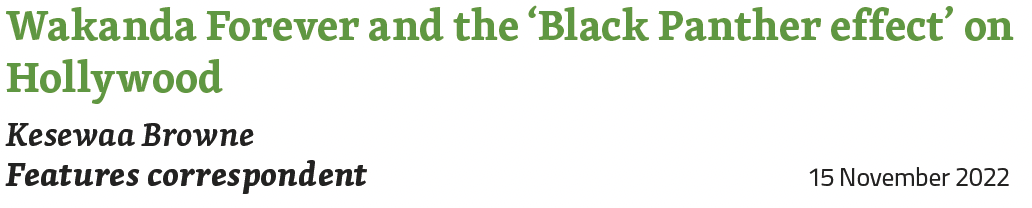 Wakanda Forever and the ‘Black Panther effect’ on
Hollywood
Kesewaa Browne
Features correspondent
15 November 2022